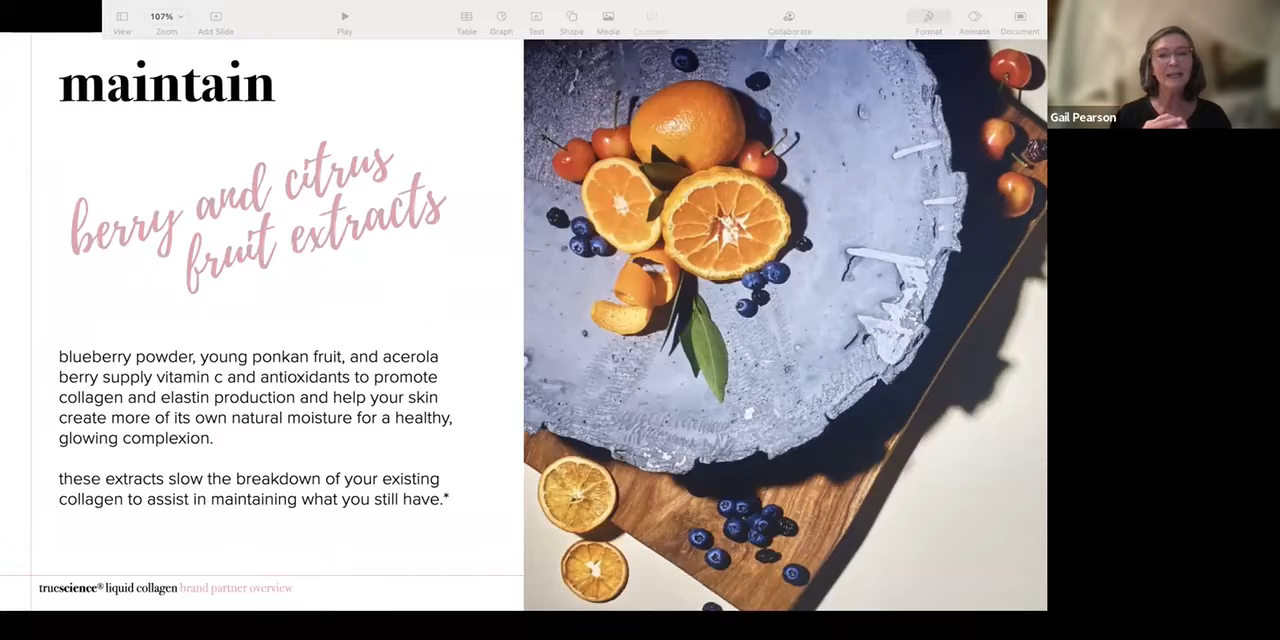 107%
View
Zoom
Add Slide
Play
Table
Graph
Text
Shape
Media
Comment
Collaborate
Format
Animate
Document
maintain
berry and citrus
fruit extracts
blueberry powder, young ponkan fruit, and acerola
berry supply vitamin c and antioxidants to promote
collagen and elastin production and help your skin
create more of its own natural moisture for a healthy,
glowing complexion.
these extracts slow the breakdown of your existing
collagen to assist in maintaining what you still have.*
truescience® liquid collagen brand partner overview
Gail Pearson